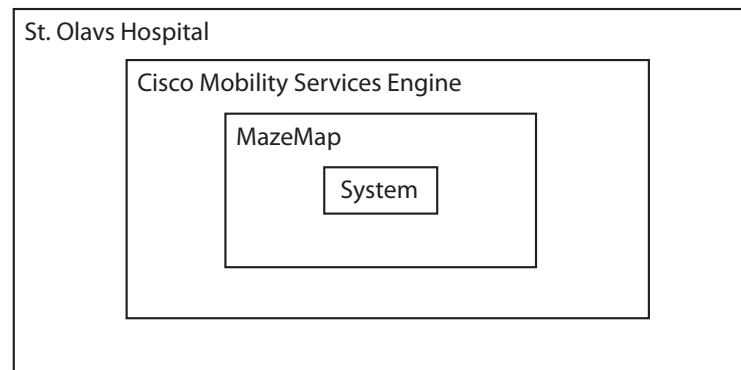 St. Olavs Hospital
Cisco Mobility Services Engine
MazeMap
System